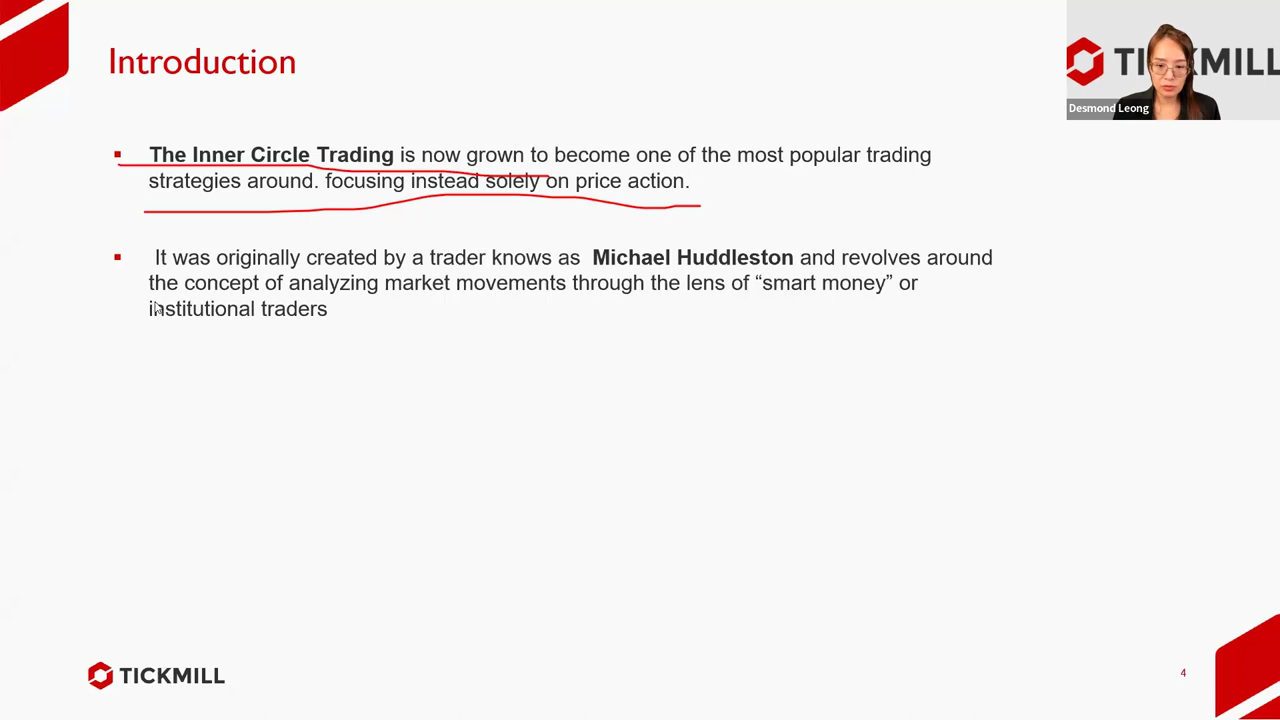 Introduction
TICKMILL
Desmond Leong
The Inner Circle Trading is now grown to become one of the most popular trading
strategies around. focusing instead solely on price action.
It was originally created by a trader knows as Michael Huddleston and revolves around
the concept of analyzing market movements through the lens of “smart money” or
institutional traders
TICKMILL
4